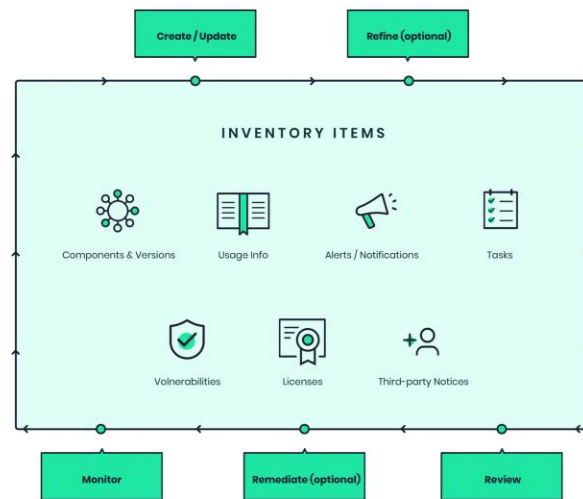 Create / Update
Refine (optional)
INVENTORY ITEMS
Components & Versions
Usage Info
Alerts / Notifications
Tasks
Volnerabilities
Licenses
Third-party Notices
Monitor
Remediate (optional)
Review